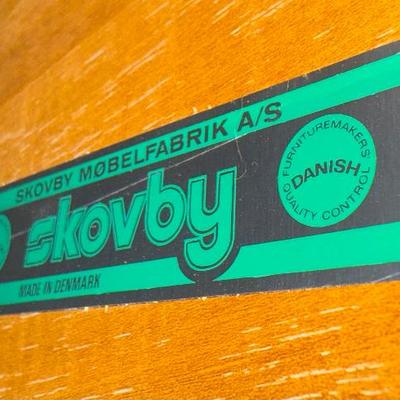 SKOVBY MØBELFABRIK A/S
skovby
MADE IN DENMARK
FURNITUREMAKERS'
DANISH
QUALITY CONTROL